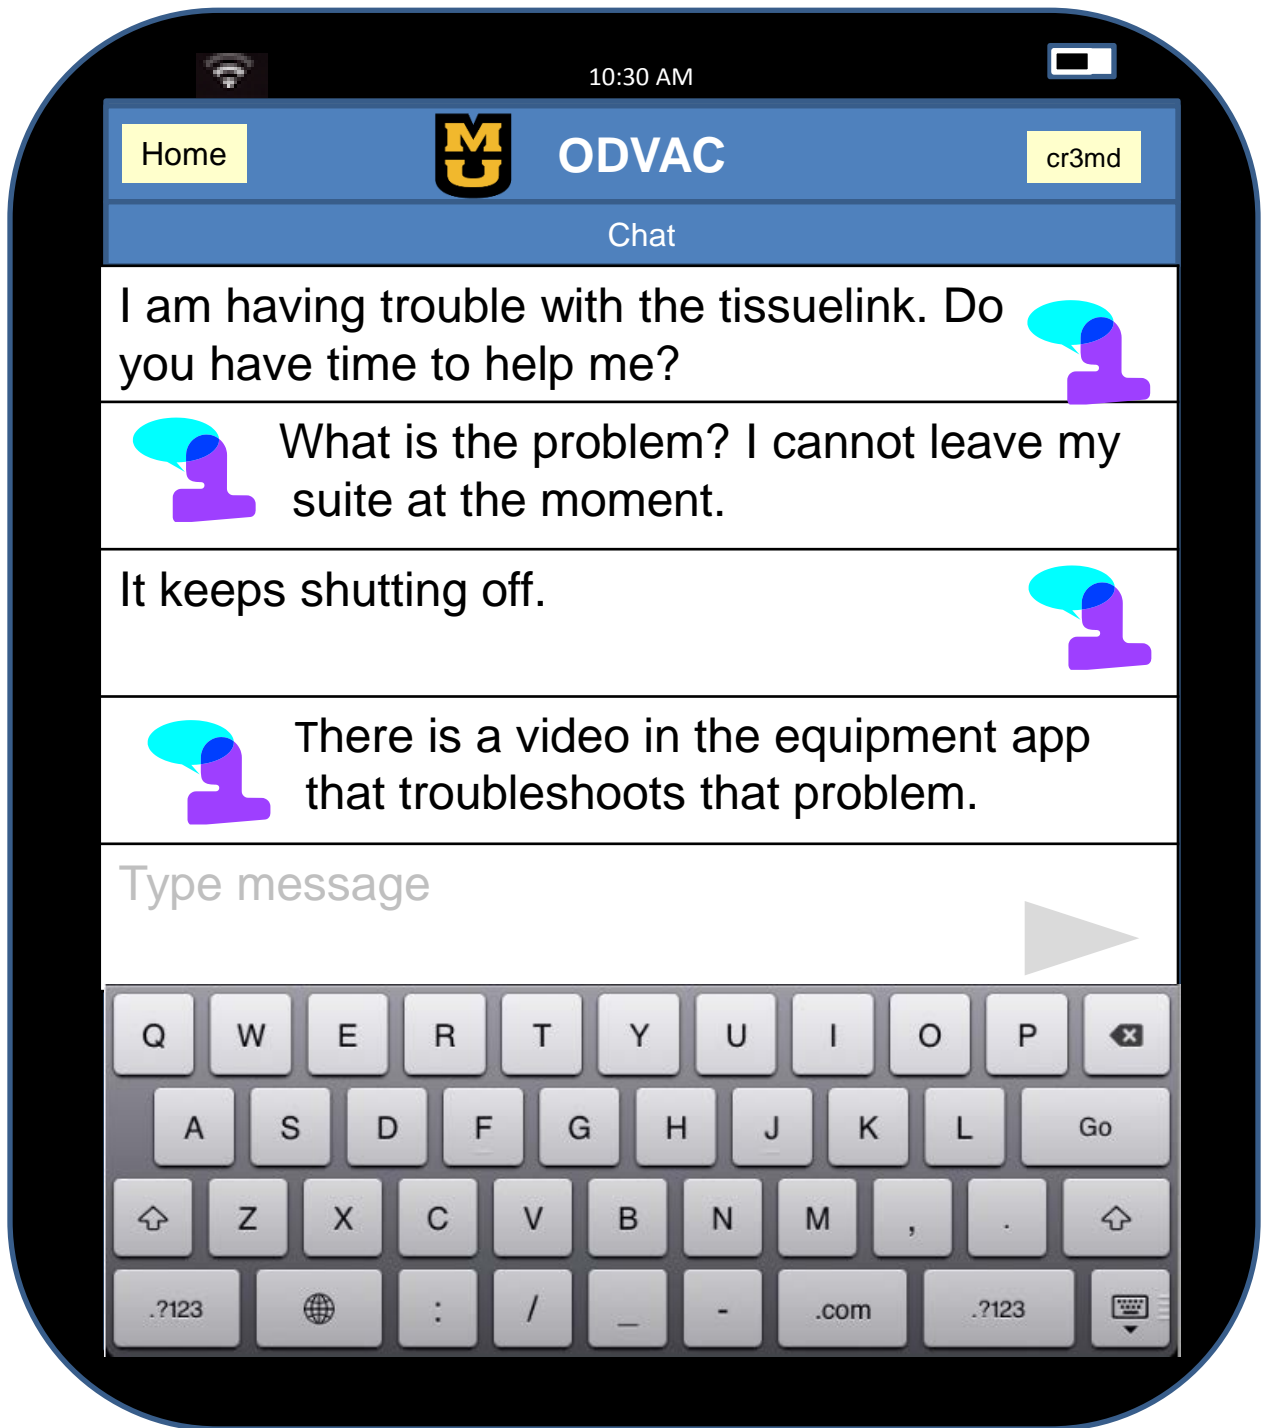 10:30 AM
Home
MU
ODVAC
cr3md
Chat
I am having trouble with the tissuelink. Do
you have time to help me?
What is the problem? I cannot leave my
suite at the moment.
It keeps shutting off.
There is a video in the equipment app
that troubleshoots that problem.
Type message
Q W E R T Y U I O P
A S D F G H J K L Go
Z X C V B N M , .
.?123 : / _ - .com .?123